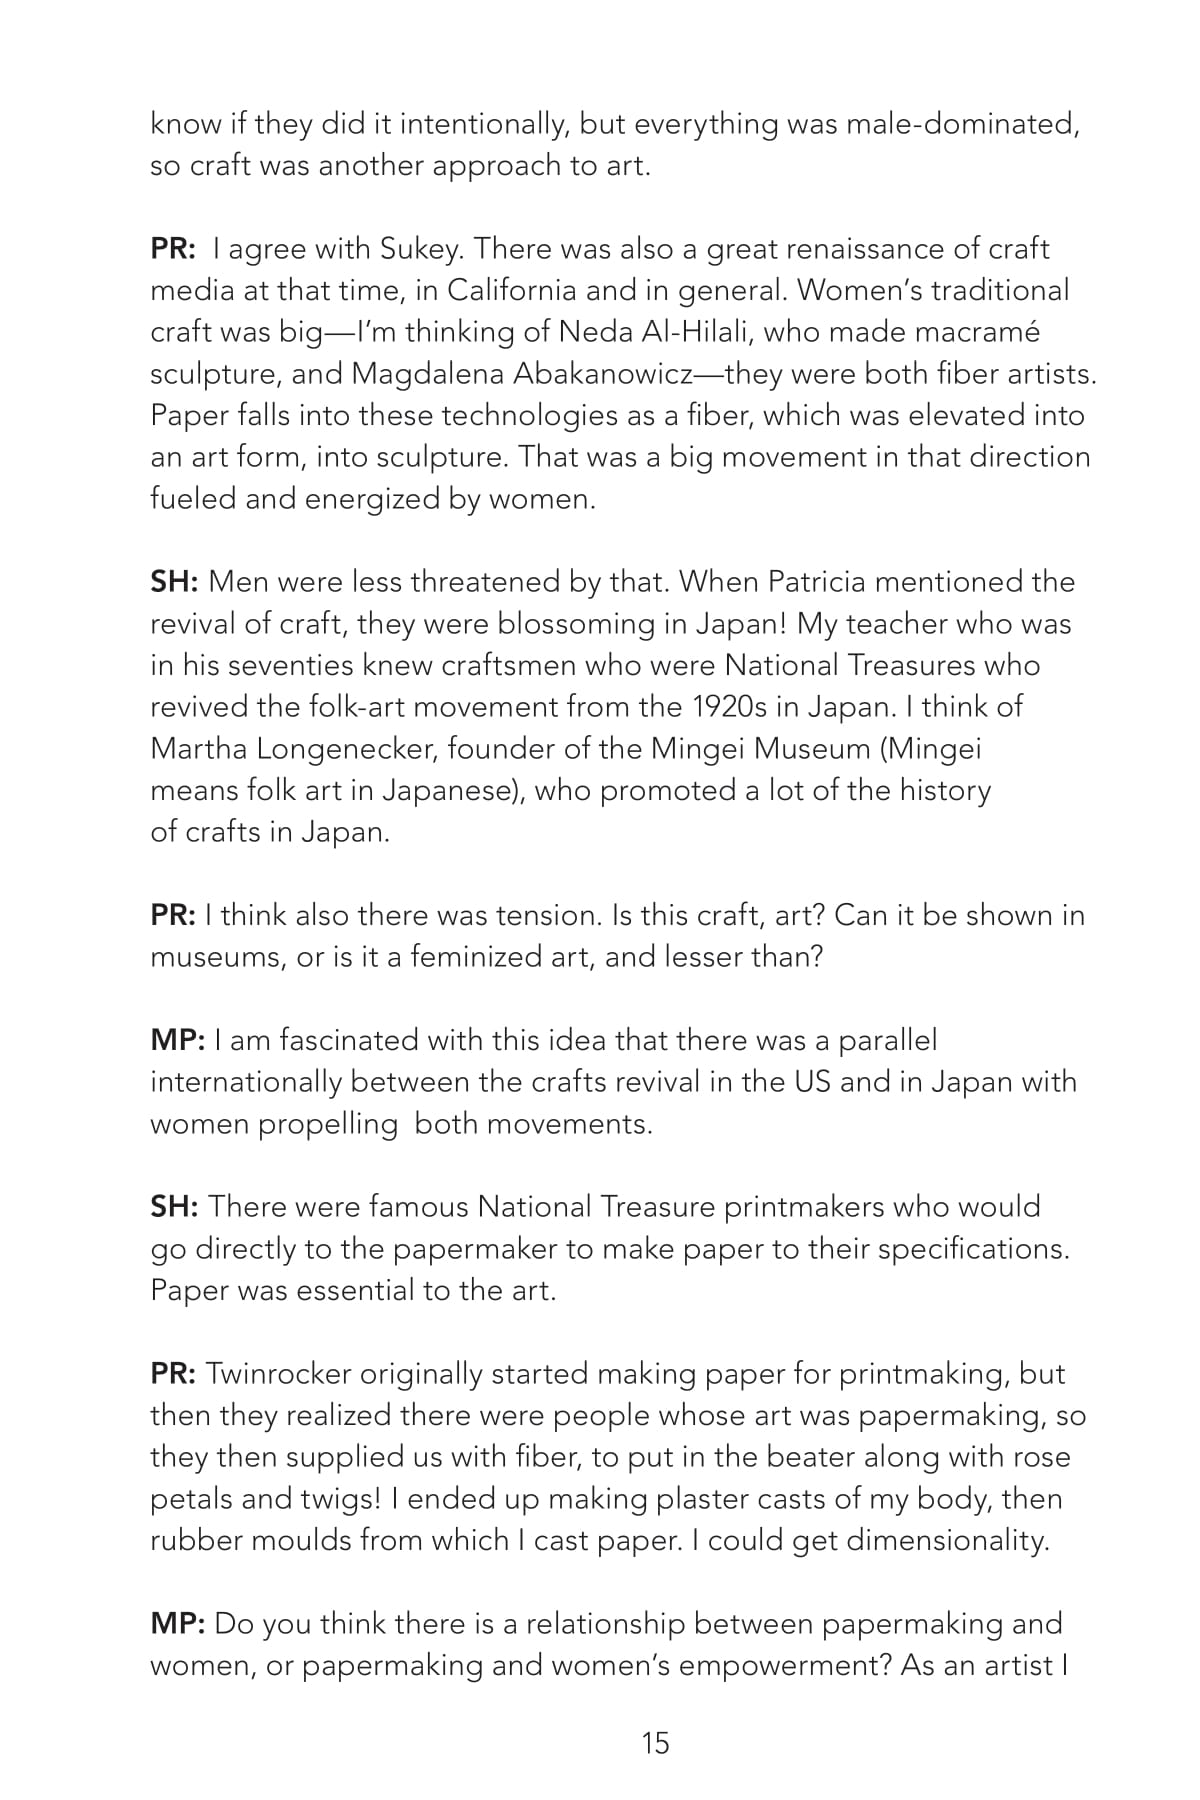 know if they did it intentionally, but everything was male-dominated,
so craft was another approach to art.
PR:  I agree with Sukey. There was also a great renaissance of craft
media at that time, in California and in general. Women’s traditional
craft was big—I’m thinking of Neda Al-Hilali, who made macramé
sculpture, and Magdalena Abakanowicz—they were both fiber artists.
Paper falls into these technologies as a fiber, which was elevated into
an art form, into sculpture. That was a big movement in that direction
fueled and energized by women.
SH: Men were less threatened by that. When Patricia mentioned the
revival of craft, they were blossoming in Japan! My teacher who was
in his seventies knew craftsmen who were National Treasures who
revived the folk-art movement from the 1920s in Japan. I think of
Martha Longenecker, founder of the Mingei Museum (Mingei
means folk art in Japanese), who promoted a lot of the history
of crafts in Japan.
PR: I think also there was tension. Is this craft, art? Can it be shown in
museums, or is it a feminized art, and lesser than?
MP: I am fascinated with this idea that there was a parallel
internationally between the crafts revival in the US and in Japan with
women propelling  both movements.
SH: There were famous National Treasure printmakers who would
go directly to the papermaker to make paper to their specifications.
Paper was essential to the art.
PR: Twinrocker originally started making paper for printmaking, but
then they realized there were people whose art was papermaking, so
they then supplied us with fiber, to put in the beater along with rose
petals and twigs! I ended up making plaster casts of my body, then
rubber moulds from which I cast paper. I could get dimensionality.
MP: Do you think there is a relationship between papermaking and
women, or papermaking and women’s empowerment? As an artist I
15